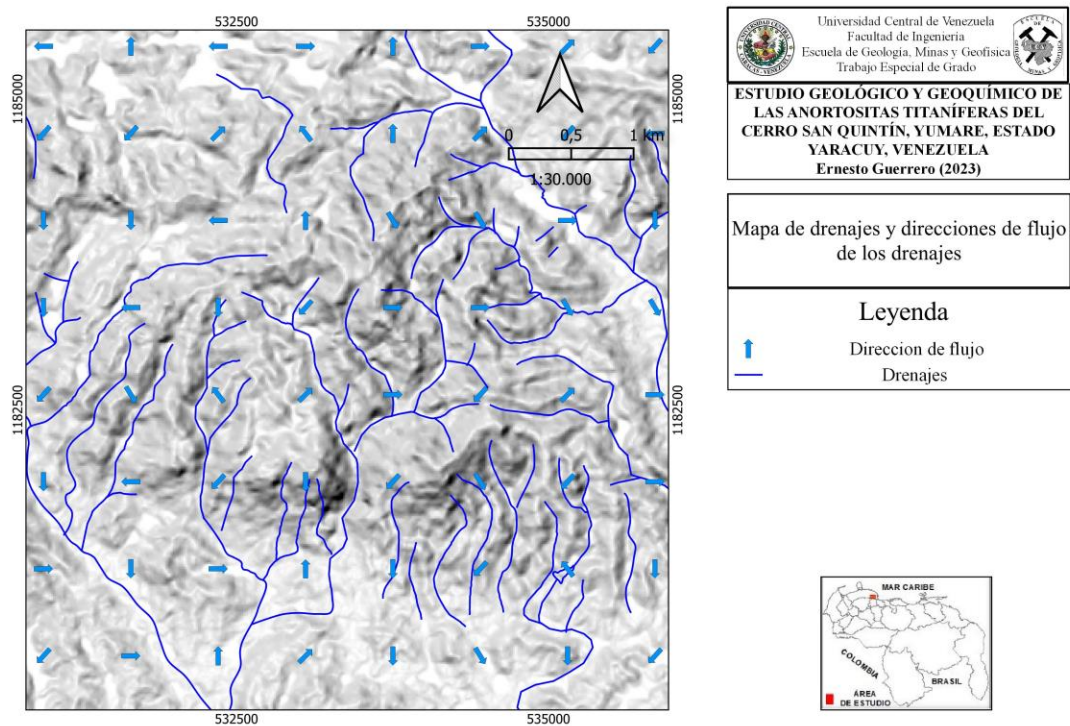 532500
535000
1185000
1185000
0 0,5 1 km
1:30.000
1182500
1182500
532500
535000
Universidad Central de Venezuela
Facultad de Ingeniería
Escuela de Geología, Minas y Geofísica
Trabajo Especial de Grado
ESTUDIO GEOLÓGICO Y GEOQUÍMICO DE
LAS ANORTOSITAS TITANÍFERAS DEL
CERRO SAN QUINTÍN, YUMARE, ESTADO
YARACUY, VENEZUELA
Ernesto Guerrero (2023)
Mapa de drenajes y direcciones de flujo
de los drenajes
Leyenda
Direccion de flujo
Drenajes
MAR CARIBE
COLOMBIA
BRASIL
ÁREA
DE ESTUDIO